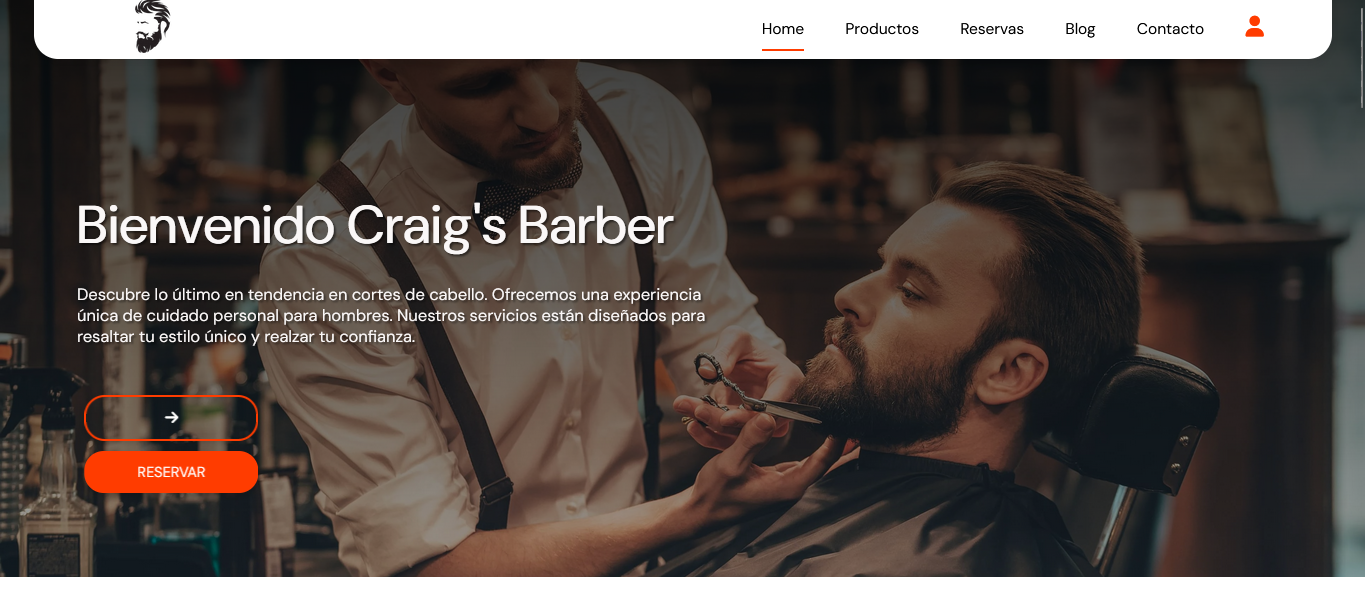 Home Productos Reservas Blog Contacto
Bienvenido Craig's Barber
Descubre lo último en tendencia en cortes de cabello. Ofrecemos una experiencia
única de cuidado personal para hombres. Nuestros servicios están diseñados para
resaltar tu estilo único y realzar tu confianza.
RESERVAR